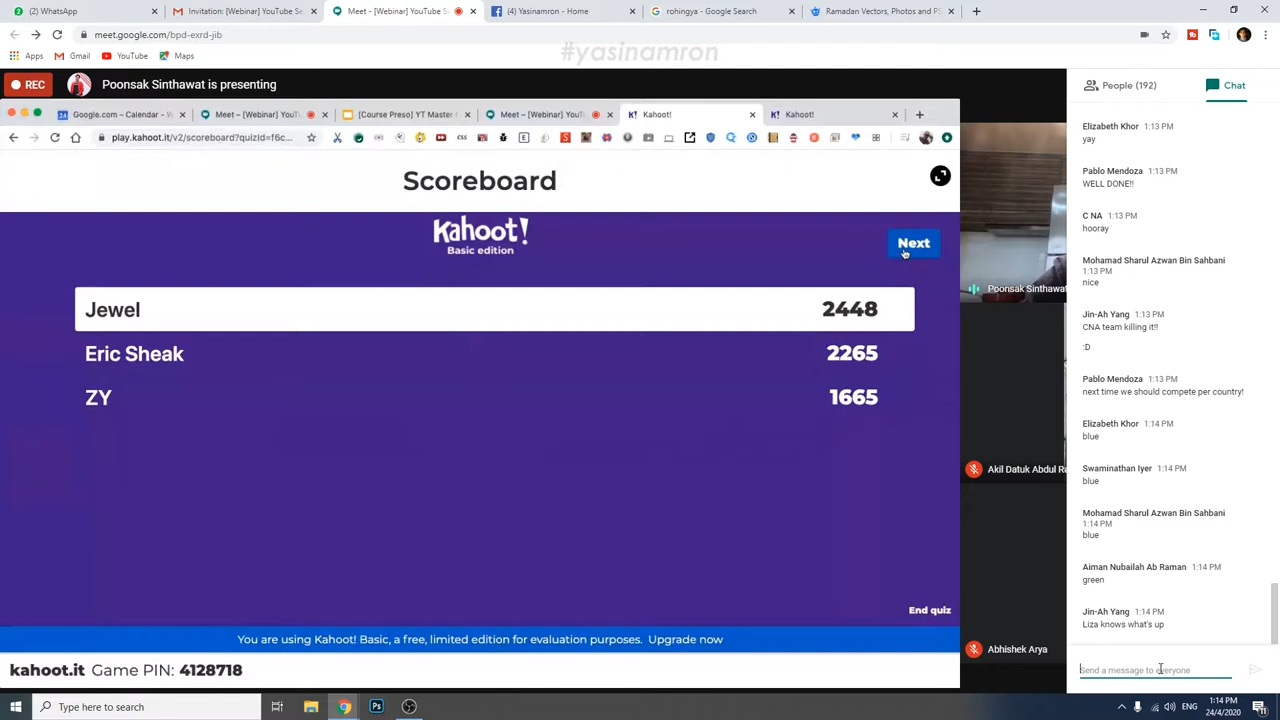 (2) WhatsApp
Invitation: [Webinar] YouTube Se
Meet - [Webinar] YouTube Se
Meet - [Webinar] YouTube Se
(4) Yasinamron - Home
rohingya - Google Search
Ramadan Vectors, Photos and PS
meet.google.com/bpd-exrd-jib
Apps
Gmail
YouTube
Maps
#yasinamron
REC
Poonsak Sinthawat is presenting
People (192)
Chat
Google.com – Calendar – W
Meet – [Webinar] YouTube
[Course Preso] YT Master
Meet – [Webinar] YouTube
Kahoot!
Kahoot!
play.kahoot.it/v2/scoreboard?quizId=f6c...
Scoreboard
Kahoot!
Basic edition
Next
Jewel 2448
Eric Sheak 2265
ZY 1665
End quiz
You are using Kahoot! Basic, a free, limited edition for evaluation purposes. Upgrade now
kahoot.it Game PIN: 4128718
Poonsak Sinthawat
Akil Datuk Abdul Ra
Abhishek Arya
Elizabeth Khor 1:13 PM
yay
Pablo Mendoza 1:13 PM
WELL DONE!!
C NA 1:13 PM
hooray
Mohamad Sharul Azwan Bin Sahbani
1:13 PM
nice
Jin-Ah Yang 1:13 PM
CNA team killing it!!
:D
Pablo Mendoza 1:13 PM
next time we should compete per country!
Elizabeth Khor 1:14 PM
blue
Swaminathan Iyer 1:14 PM
blue
Mohamad Sharul Azwan Bin Sahbani
1:14 PM
blue
Aiman Nubailah Ab Raman 1:14 PM
green
Jin-Ah Yang 1:14 PM
Liza knows what's up
Send a message to everyone
Type here to search
ENG
1:14 PM
24/4/2020